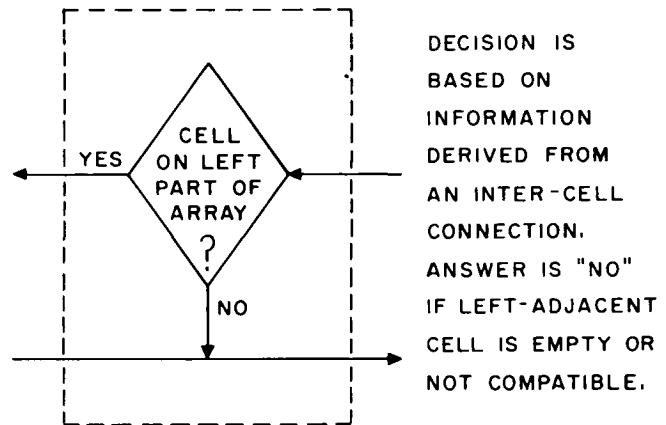 CELL
ON LEFT
PART OF
ARRAY
?
YES
NO
DECISION IS
BASED ON
INFORMATION
DERIVED FROM
AN INTER-CELL
CONNECTION.
ANSWER IS "NO"
IF LEFT-ADJACENT
CELL IS EMPTY OR
NOT COMPATIBLE.